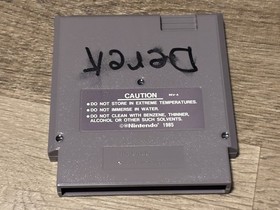 Derek
CAUTION
REV-A
● DO NOT STORE IN EXTREME TEMPERATURES.
● DO NOT IMMERSE IN WATER.
● DO NOT CLEAN WITH BENZENE, THINNER,
ALCOHOL OR OTHER SUCH SOLVENTS.
©®Nintendo® 1985